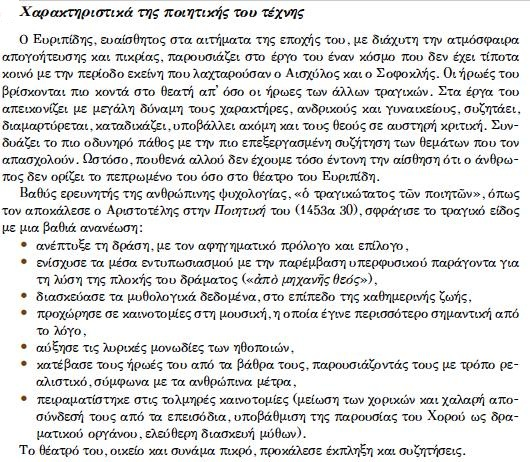 Χαρακτηριστικά της ποιητικής του τέχνης
Ο Ευριπίδης, ευαίσθητος στα αιτήματα της εποχής του, με διάχυτη την ατμόσφαιρα
απογοήτευσης και πικρίας, παρουσιάζει στο έργο του έναν κόσμο που δεν έχει τίποτα
κοινό με την περίοδο εκείνη που λαχταρούσαν ο Αισχύλος και ο Σοφοκλής. Οι ήρωές του
βρίσκονται πιο κοντά στο θεατή απ' όσο οι ήρωες των άλλων τραγικών. Στα έργα του
απεικονίζει με μεγάλη δύναμη τους χαρακτήρες, ανδρικούς και γυναικείους, συζητάει,
διαμαρτύρεται, καταδικάζει, υποβάλλει ακόμη και τους θεούς σε αυστηρή κριτική. Συν-
δυάζει το πιο οδυνηρό πάθος με την πιο επεξεργασμένη συζήτηση των θεμάτων που τον
απασχολούν. Ωστόσο, πουθενά αλλού δεν έχουμε τόσο έντονη την αίσθηση ότι ο άνθρω-
πος δεν ορίζει το πεπρωμένο του όσο στο θέατρο του Ευριπίδη.
Βαθύς ερευνητής της ανθρώπινης ψυχολογίας, «ὁ τραγικώτατος τῶν ποιητῶν», όπως
τον αποκάλεσε ο Αριστοτέλης στην Ποιητική του (1453α 30), σφράγισε το τραγικό είδος
με μια βαθιά ανανέωση:
• ανέπτυξε τη δράση, με τον αφηγηματικό πρόλογο και επίλογο,
• ενίσχυσε τα μέσα εντυπωσιασμού με την παρέμβαση υπερφυσικού παράγοντα για
τη λύση της πλοκής του δράματος («ἀπὸ μηχανῆς θεός»),
• διασκεύασε τα μυθολογικά δεδομένα, στο επίπεδο της καθημερινής ζωής,
• προχώρησε σε καινοτομίες στη μουσική, η οποία έγινε περισσότερο σημαντική από
το λόγο,
• αύξησε τις λυρικές μονωδίες των ηθοποιών,
• κατέβασε τους ήρωές του από τα βάθρα τους, παρουσιάζοντάς τους με τρόπο ρε-
αλιστικό, σύμφωνα με τα ανθρώπινα μέτρα,
• πειραματίστηκε στις τολμηρές καινοτομίες (μείωση των χορικών και χαλαρή απο-
σύνδεσή τους από τα επεισόδια, υποβάθμιση της παρουσίας του Χορού ως δρα-
ματικού οργάνου, ελεύθερη διασκευή μύθων).
Το θέατρό του, οικείο και συνάμα πικρό, προκάλεσε έκπληξη και συζητήσεις.